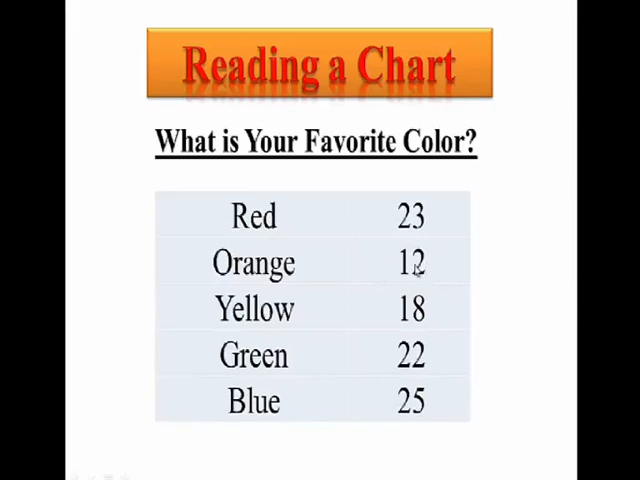 Reading a Chart
What is Your Favorite Color?
Red 23
Orange 12
Yellow 18
Green 22
Blue 25